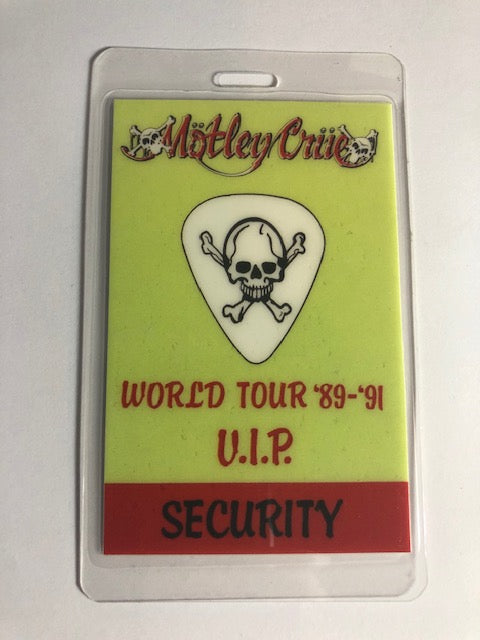 Mötley Crüe
WORLD TOUR '89-'91
V.I.P.
SECURITY